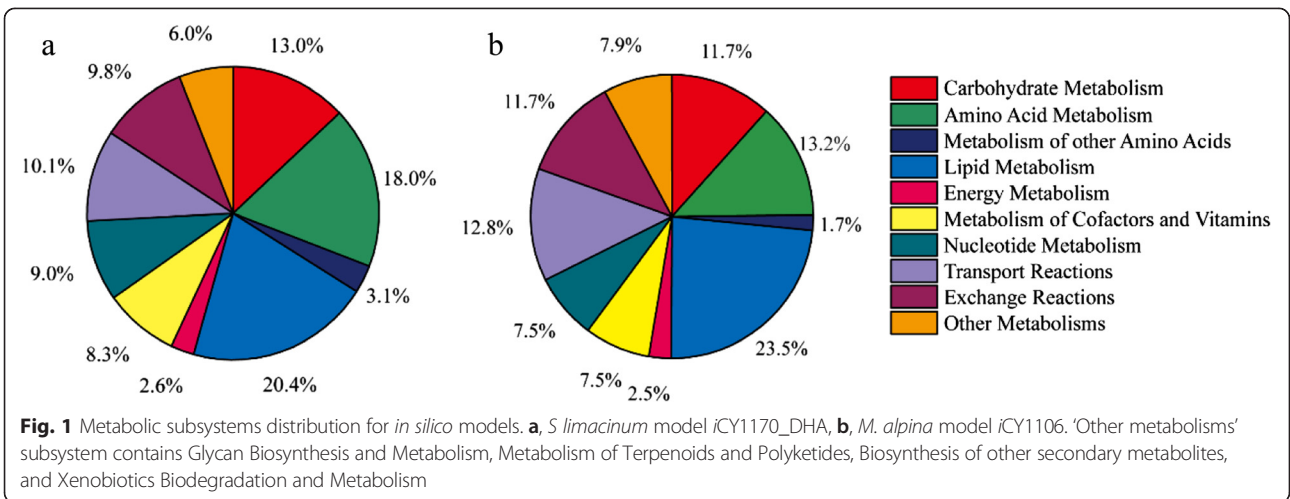 a
6.0%
13.0%
9.8%
10.1%
18.0%
9.0%
3.1%
8.3%
2.6%
20.4%
b
7.9%
11.7%
11.7%
13.2%
12.8%
1.7%
7.5%
23.5%
7.5%
2.5%
Carbohydrate Metabolism
Amino Acid Metabolism
Metabolism of other Amino Acids
Lipid Metabolism
Energy Metabolism
Metabolism of Cofactors and Vitamins
Nucleotide Metabolism
Transport Reactions
Exchange Reactions
Other Metabolisms
Fig. 1 Metabolic subsystems distribution for in silico models. a, S limacinum model iCY1170_DHA, b, M. alpina model iCY1106. ‘Other metabolisms’
subsystem contains Glycan Biosynthesis and Metabolism, Metabolism of Terpenoids and Polyketides, Biosynthesis of other secondary metabolites,
and Xenobiotics Biodegradation and Metabolism